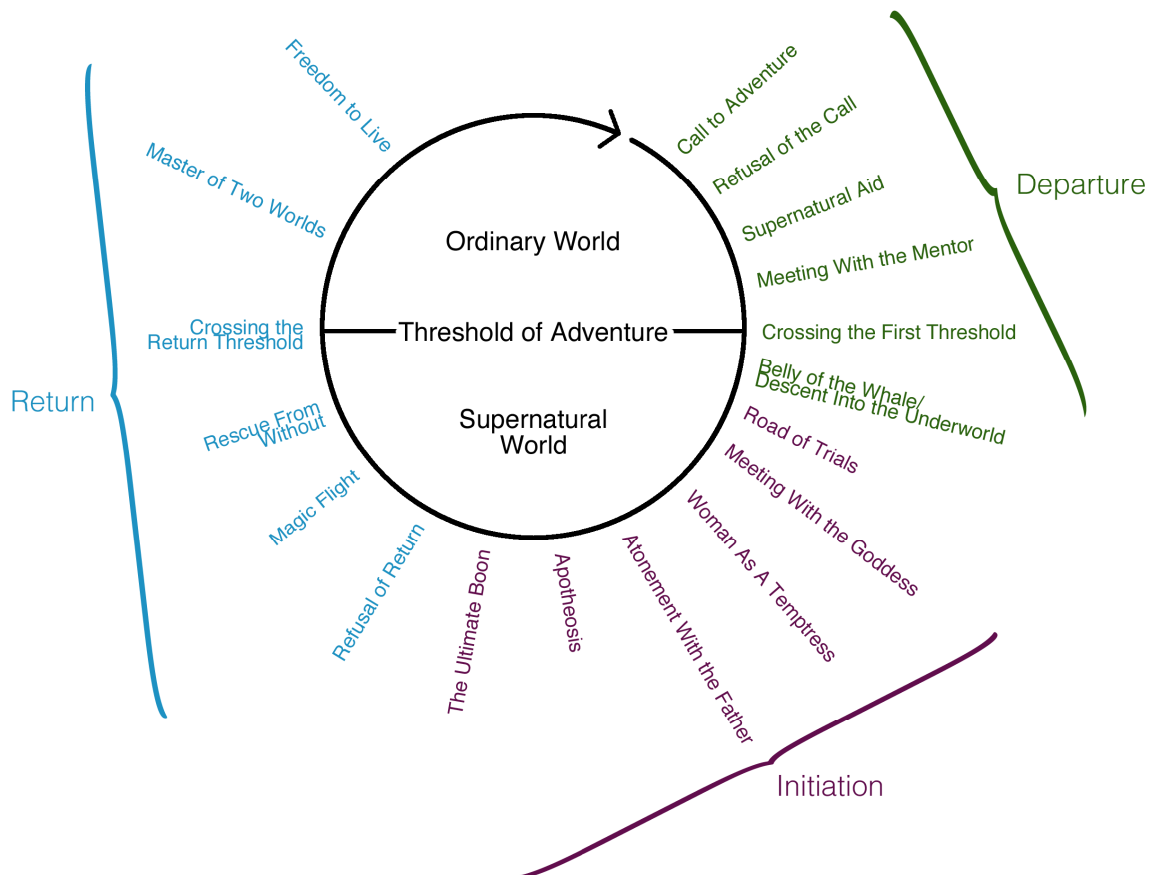 Call to Adventure
Refusal of the Call
Supernatural Aid
Meeting With the Mentor
Crossing the First Threshold
Belly of the Whale/
Descent Into the Underworld
Departure
Road of Trials
Meeting With the Goddess
Woman As A Temptress
Atonement With the Father
Apotheosis
The Ultimate Boon
Initiation
Refusal of Return
Magic Flight
Rescue From
Without
Crossing the
Return Threshold
Master of Two Worlds
Freedom to Live
Return
Ordinary World
Threshold of Adventure
Supernatural
World